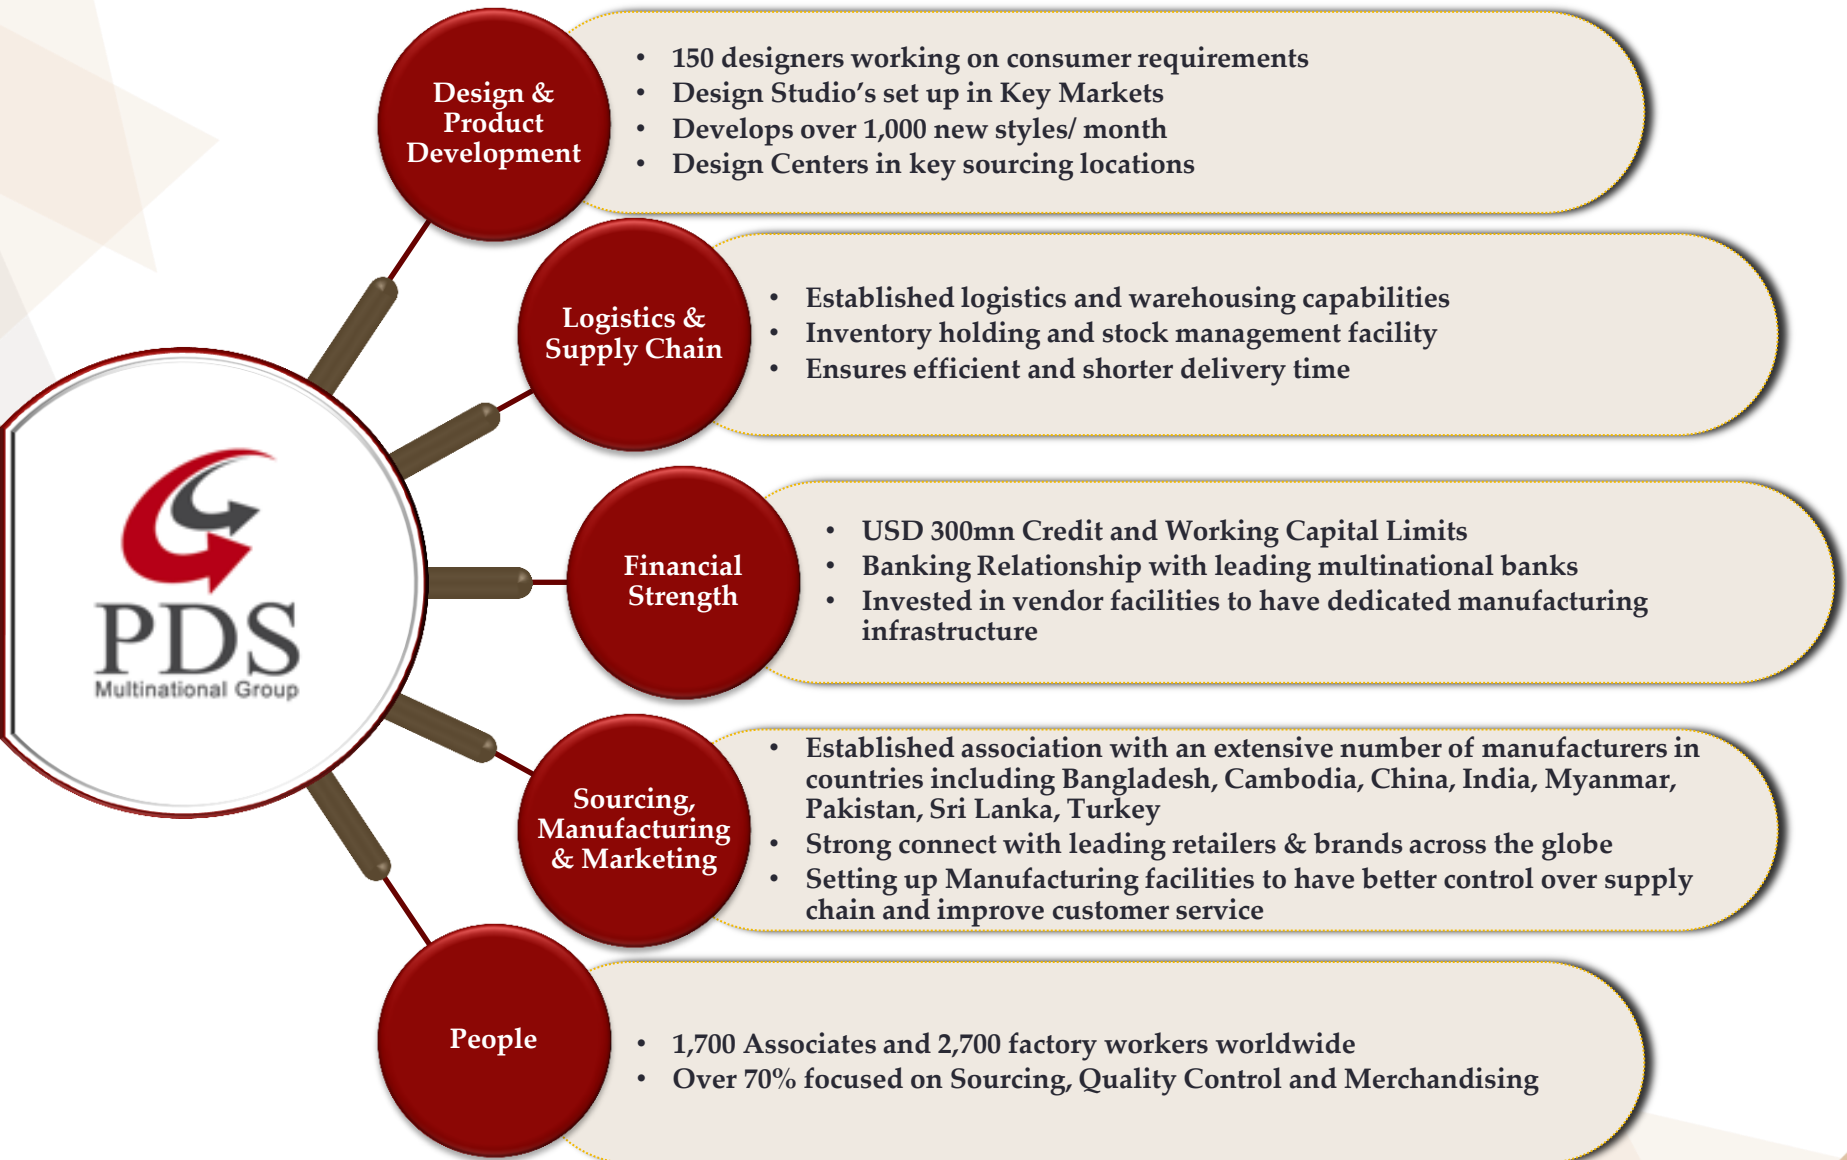 Design &
Product
Development
• 150 designers working on consumer requirements
• Design Studio's set up in Key Markets
• Develops over 1,000 new styles/ month
• Design Centers in key sourcing locations
Logistics &
Supply Chain
• Established logistics and warehousing capabilities
• Inventory holding and stock management facility
• Ensures efficient and shorter delivery time
PDS
Multinational Group
Financial
Strength
• USD 300mn Credit and Working Capital Limits
• Banking Relationship with leading multinational banks
• Invested in vendor facilities to have dedicated manufacturing
infrastructure
Sourcing,
Manufacturing
& Marketing
• Established association with an extensive number of manufacturers in
countries including Bangladesh, Cambodia, China, India, Myanmar,
Pakistan, Sri Lanka, Turkey
• Strong connect with leading retailers & brands across the globe
• Setting up Manufacturing facilities to have better control over supply
chain and improve customer service
People
• 1,700 Associates and 2,700 factory workers worldwide
• Over 70% focused on Sourcing, Quality Control and Merchandising